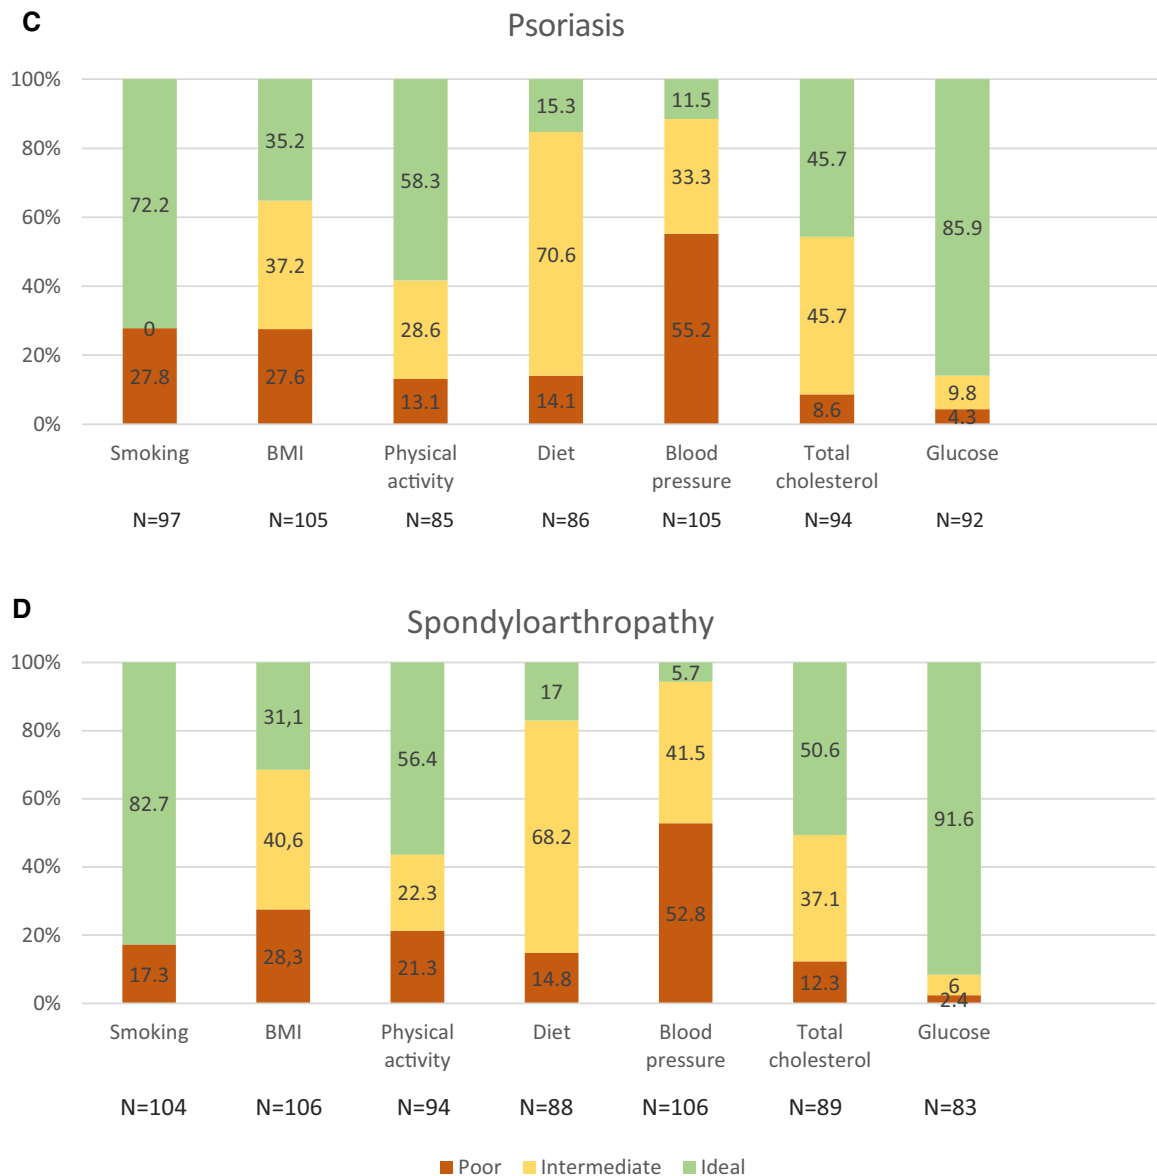 C
Psoriasis
100%
80%
60%
40%
20%
0%
72.2
0
27.8
35.2
37.2
27.6
58.3
28.6
13.1
15.3
70.6
14.1
11.5
33.3
55.2
45.7
45.7
8.6
85.9
9.8
4.3
Smoking
BMI
Physical
activity
Diet
Blood
pressure
Total
cholesterol
Glucose
N=97
N=105
N=85
N=86
N=105
N=94
N=92
D
Spondyloarthropathy
100%
80%
60%
40%
20%
0%
82.7
17.3
31,1
40,6
28,3
56.4
22.3
21.3
17
68.2
14.8
5.7
41.5
52.8
50.6
37.1
12.3
91.6
6
2.4
Smoking
BMI
Physical
activity
Diet
Blood
pressure
Total
cholesterol
Glucose
N=104
N=106
N=94
N=88
N=106
N=89
N=83
Poor
Intermediate
Ideal